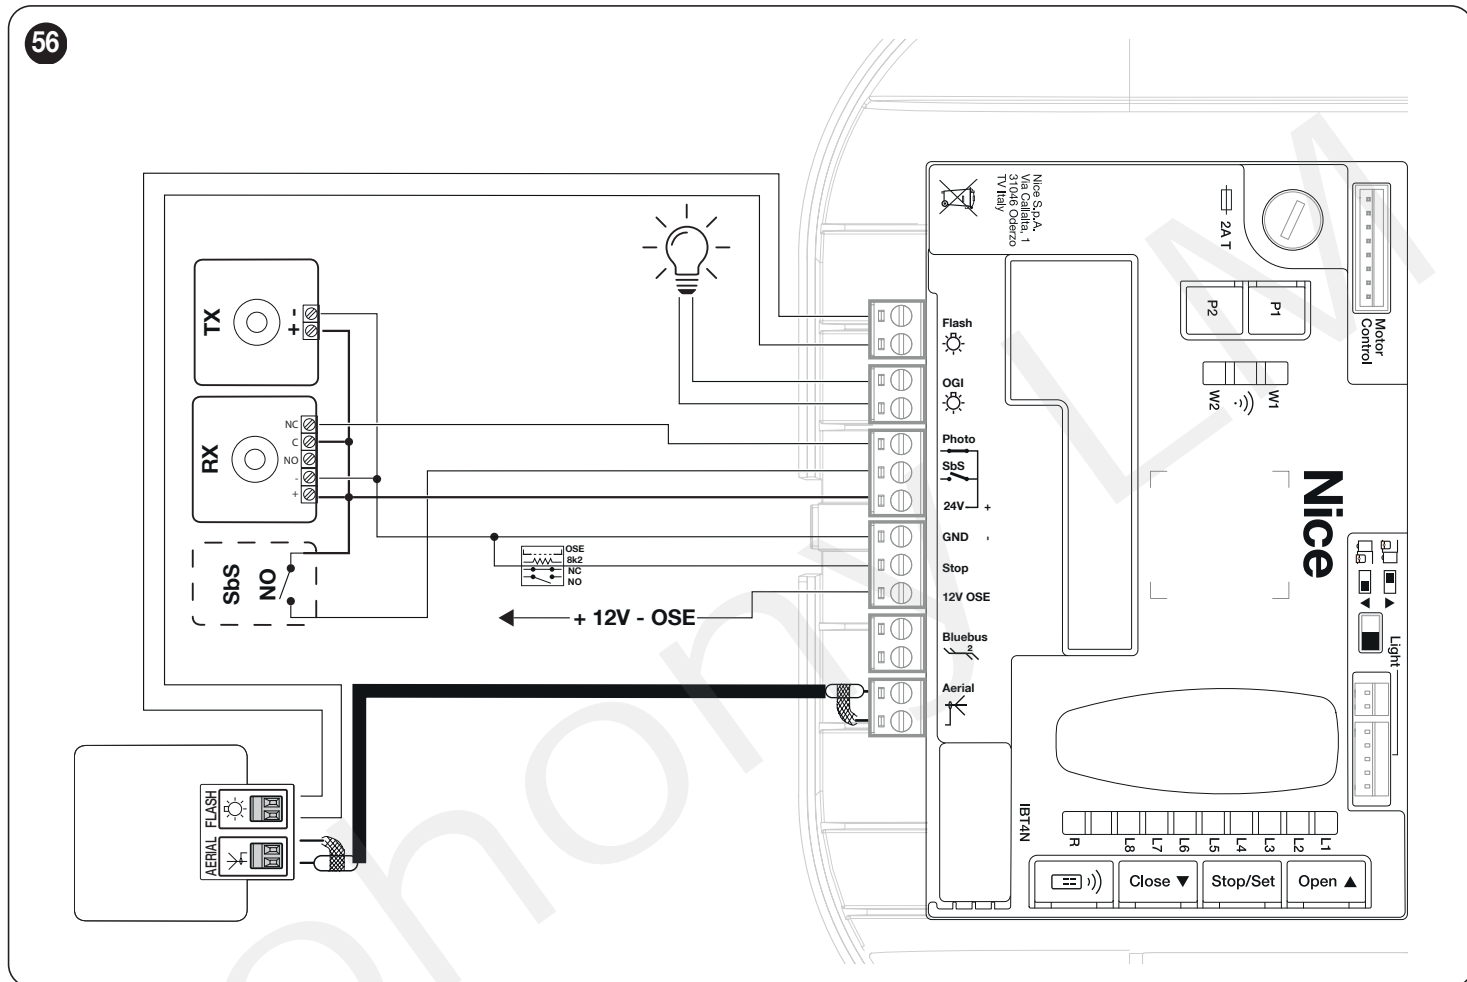 56
TX
-
+
RX
NC
C
NO
-
+
SbS
NO
OSE
8k2
NC
NO
+ 12V - OSE
FLASH
AERIAL
Flash
OGI
Photo
SbS
24V +
GND -
Stop
12V OSE
Bluebus
2
Aerial
Nice S.p.A.
Via Callalta, 1
31046 Oderzo
TV Italy
2A T
P2
P1
W2
W1
Motor
Control
Nice
Light
IBT4N
R
L8
L7
L6
L5
L4
L3
L2
L1
Close ▼
Stop/Set
Open ▲